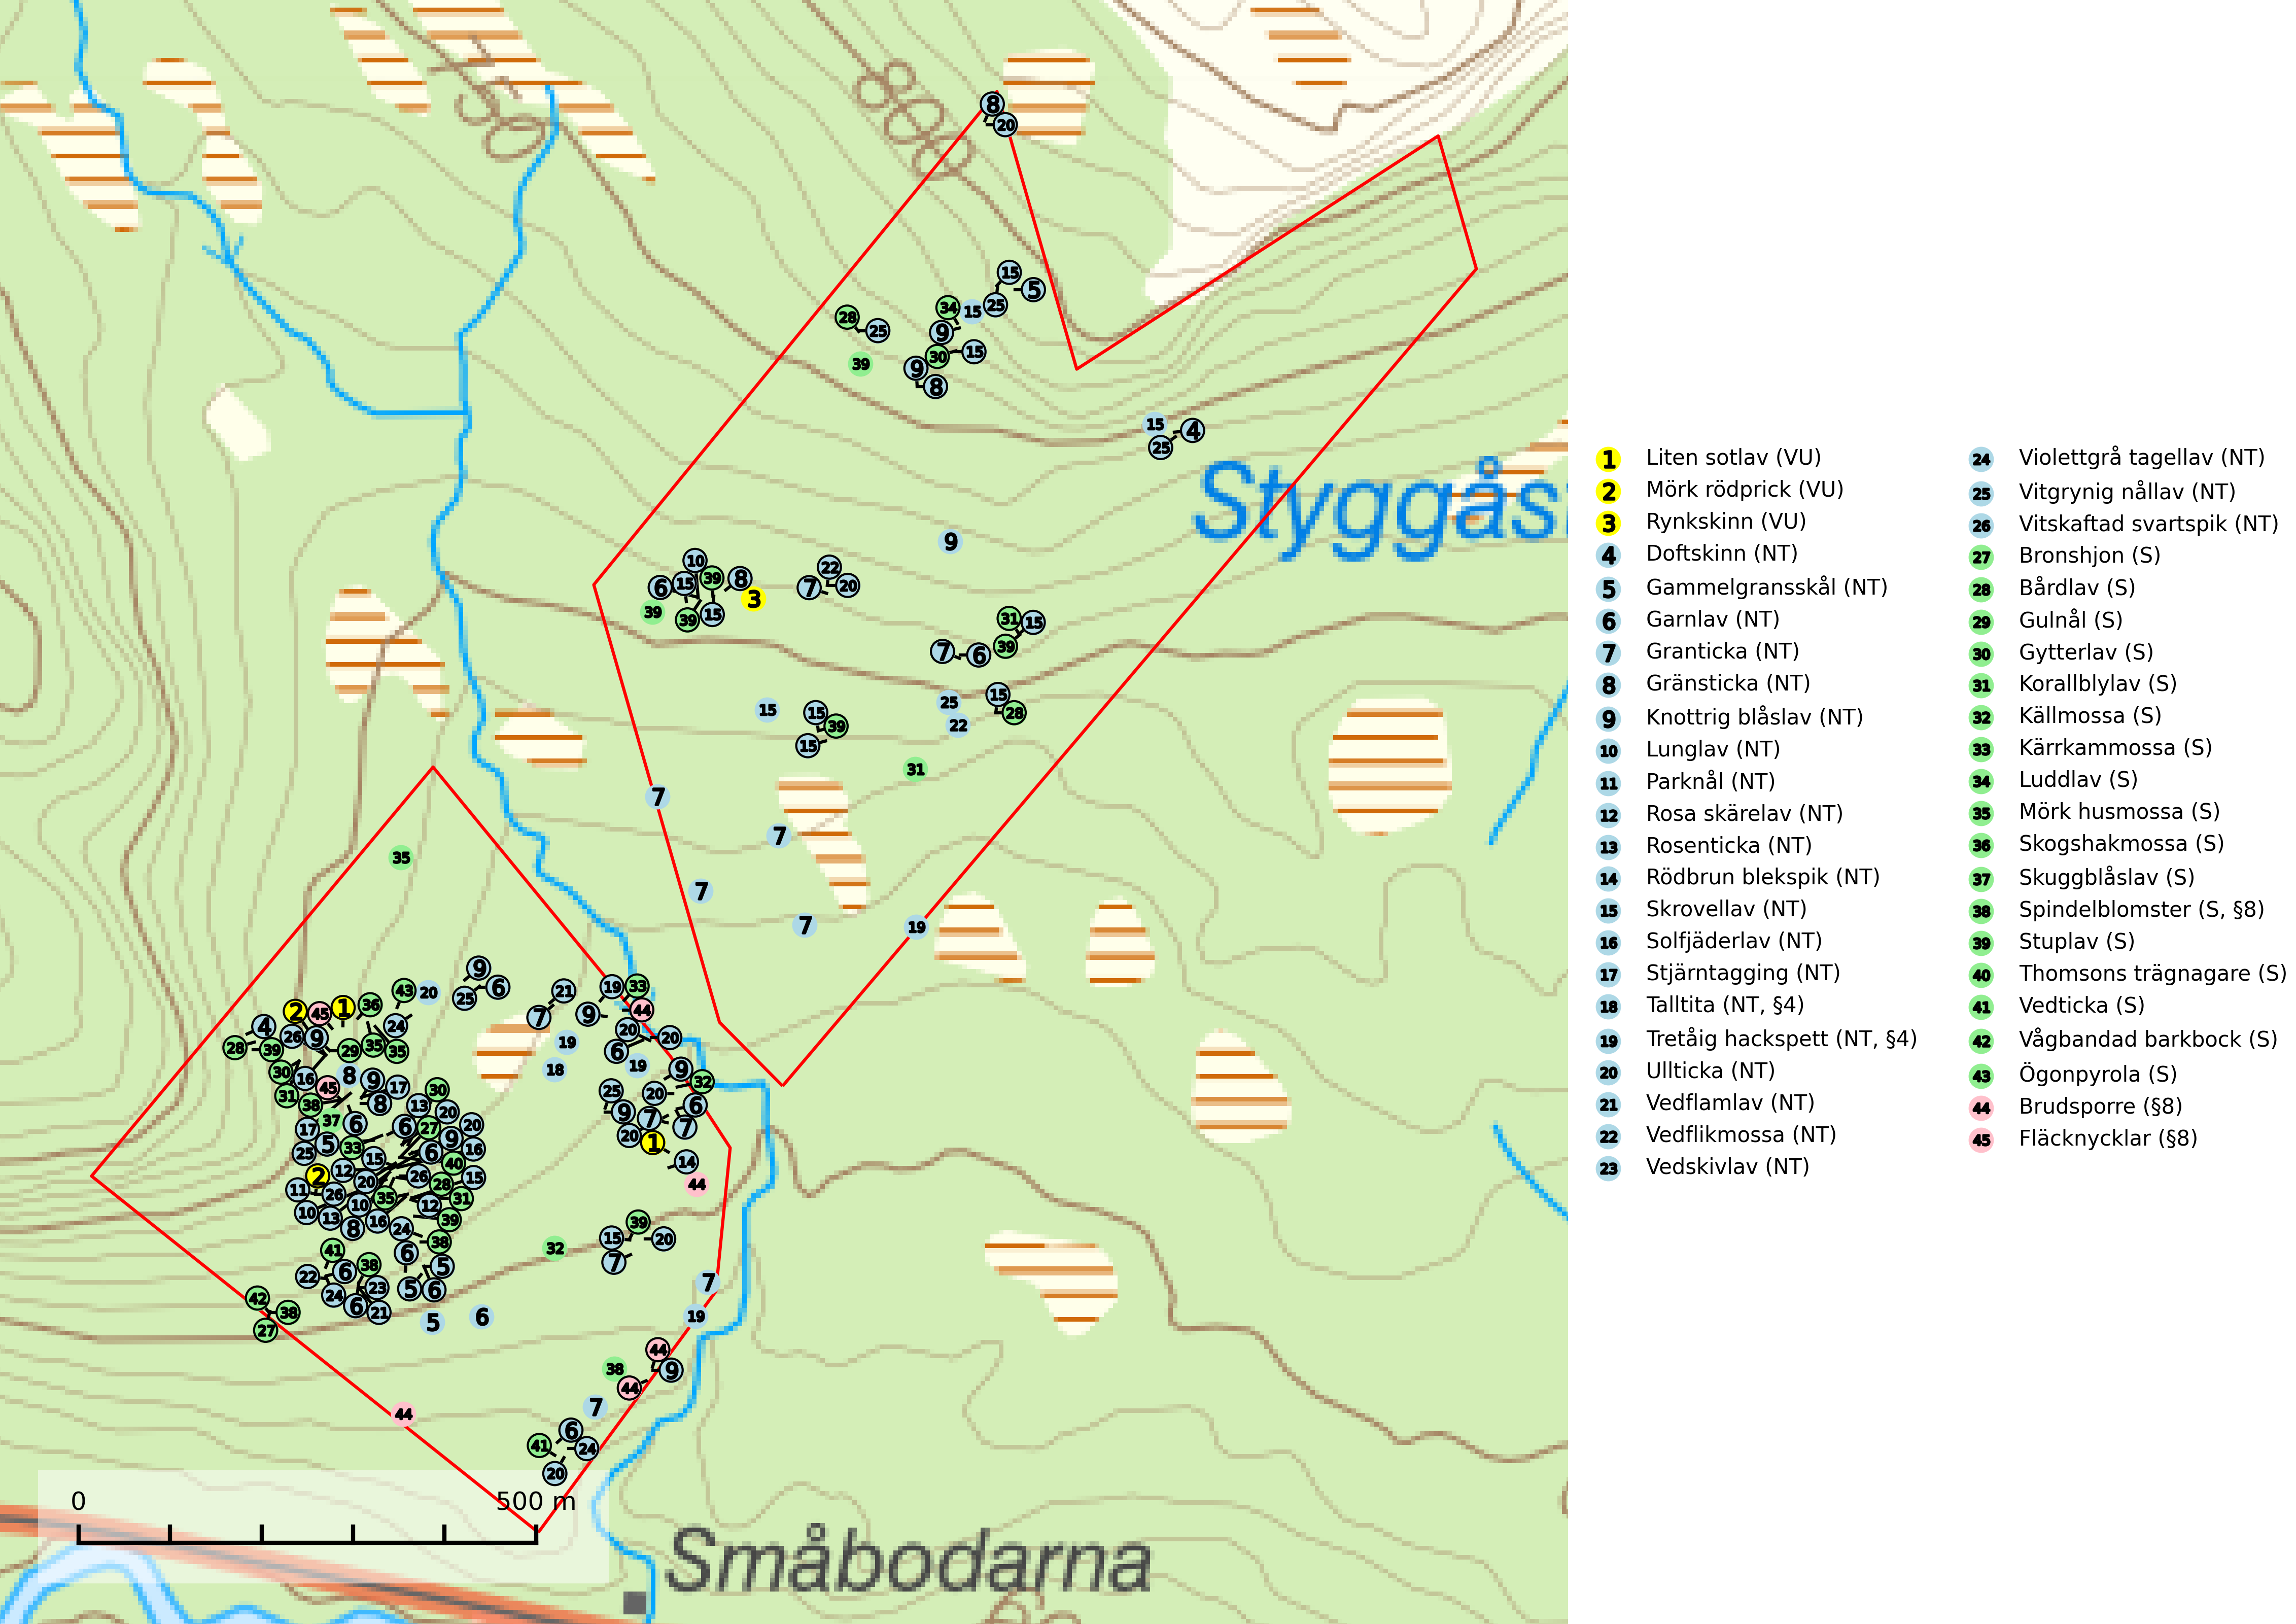 750
800
Styggås
Småbodarna
0
500 m
1 Liten sotlav (VU)
2 Mörk rödprick (VU)
3 Rynkskinn (VU)
4 Doftskinn (NT)
5 Gammelgransskål (NT)
6 Garnlav (NT)
7 Granticka (NT)
8 Gränsticka (NT)
9 Knottrig blåslav (NT)
10 Lunglav (NT)
11 Parknål (NT)
12 Rosa skärelav (NT)
13 Rosenticka (NT)
14 Rödbrun blekspik (NT)
15 Skrovellav (NT)
16 Solfjäderlav (NT)
17 Stjärntagging (NT)
18 Talltita (NT, §4)
19 Tretåig hackspett (NT, §4)
20 Ullticka (NT)
21 Vedflamlav (NT)
22 Vedflikmossa (NT)
23 Vedskivlav (NT)
24 Violettgrå tagellav (NT)
25 Vitgrynig nållav (NT)
26 Vitskaftad svartspik (NT)
27 Bronshjon (S)
28 Bårdlav (S)
29 Gulnål (S)
30 Gytterlav (S)
31 Korallblylav (S)
32 Källmossa (S)
33 Kärrkammossa (S)
34 Luddlav (S)
35 Mörk husmossa (S)
36 Skogshakmossa (S)
37 Skuggblåslav (S)
38 Spindelblomster (S, §8)
39 Stuplav (S)
40 Thomsons trägnagare (S)
41 Vedticka (S)
42 Vågbandad barkbock (S)
43 Ögonpyrola (S)
44 Brudsporre (§8)
45 Fläcknycklar (§8)